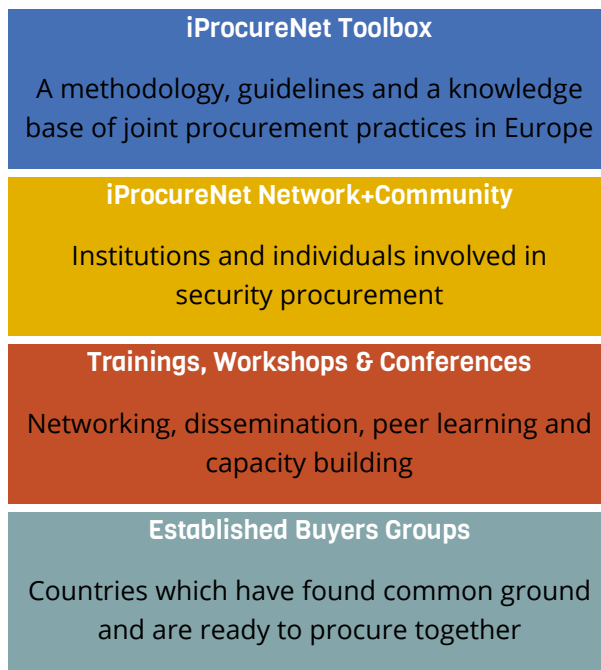 iProcureNet Toolbox
A methodology, guidelines and a knowledge
base of joint procurement practices in Europe
iProcureNet Network+Community
Institutions and individuals involved in
security procurement
Trainings, Workshops & Conferences
Networking, dissemination, peer learning and
capacity building
Established Buyers Groups
Countries which have found common ground
and are ready to procure together